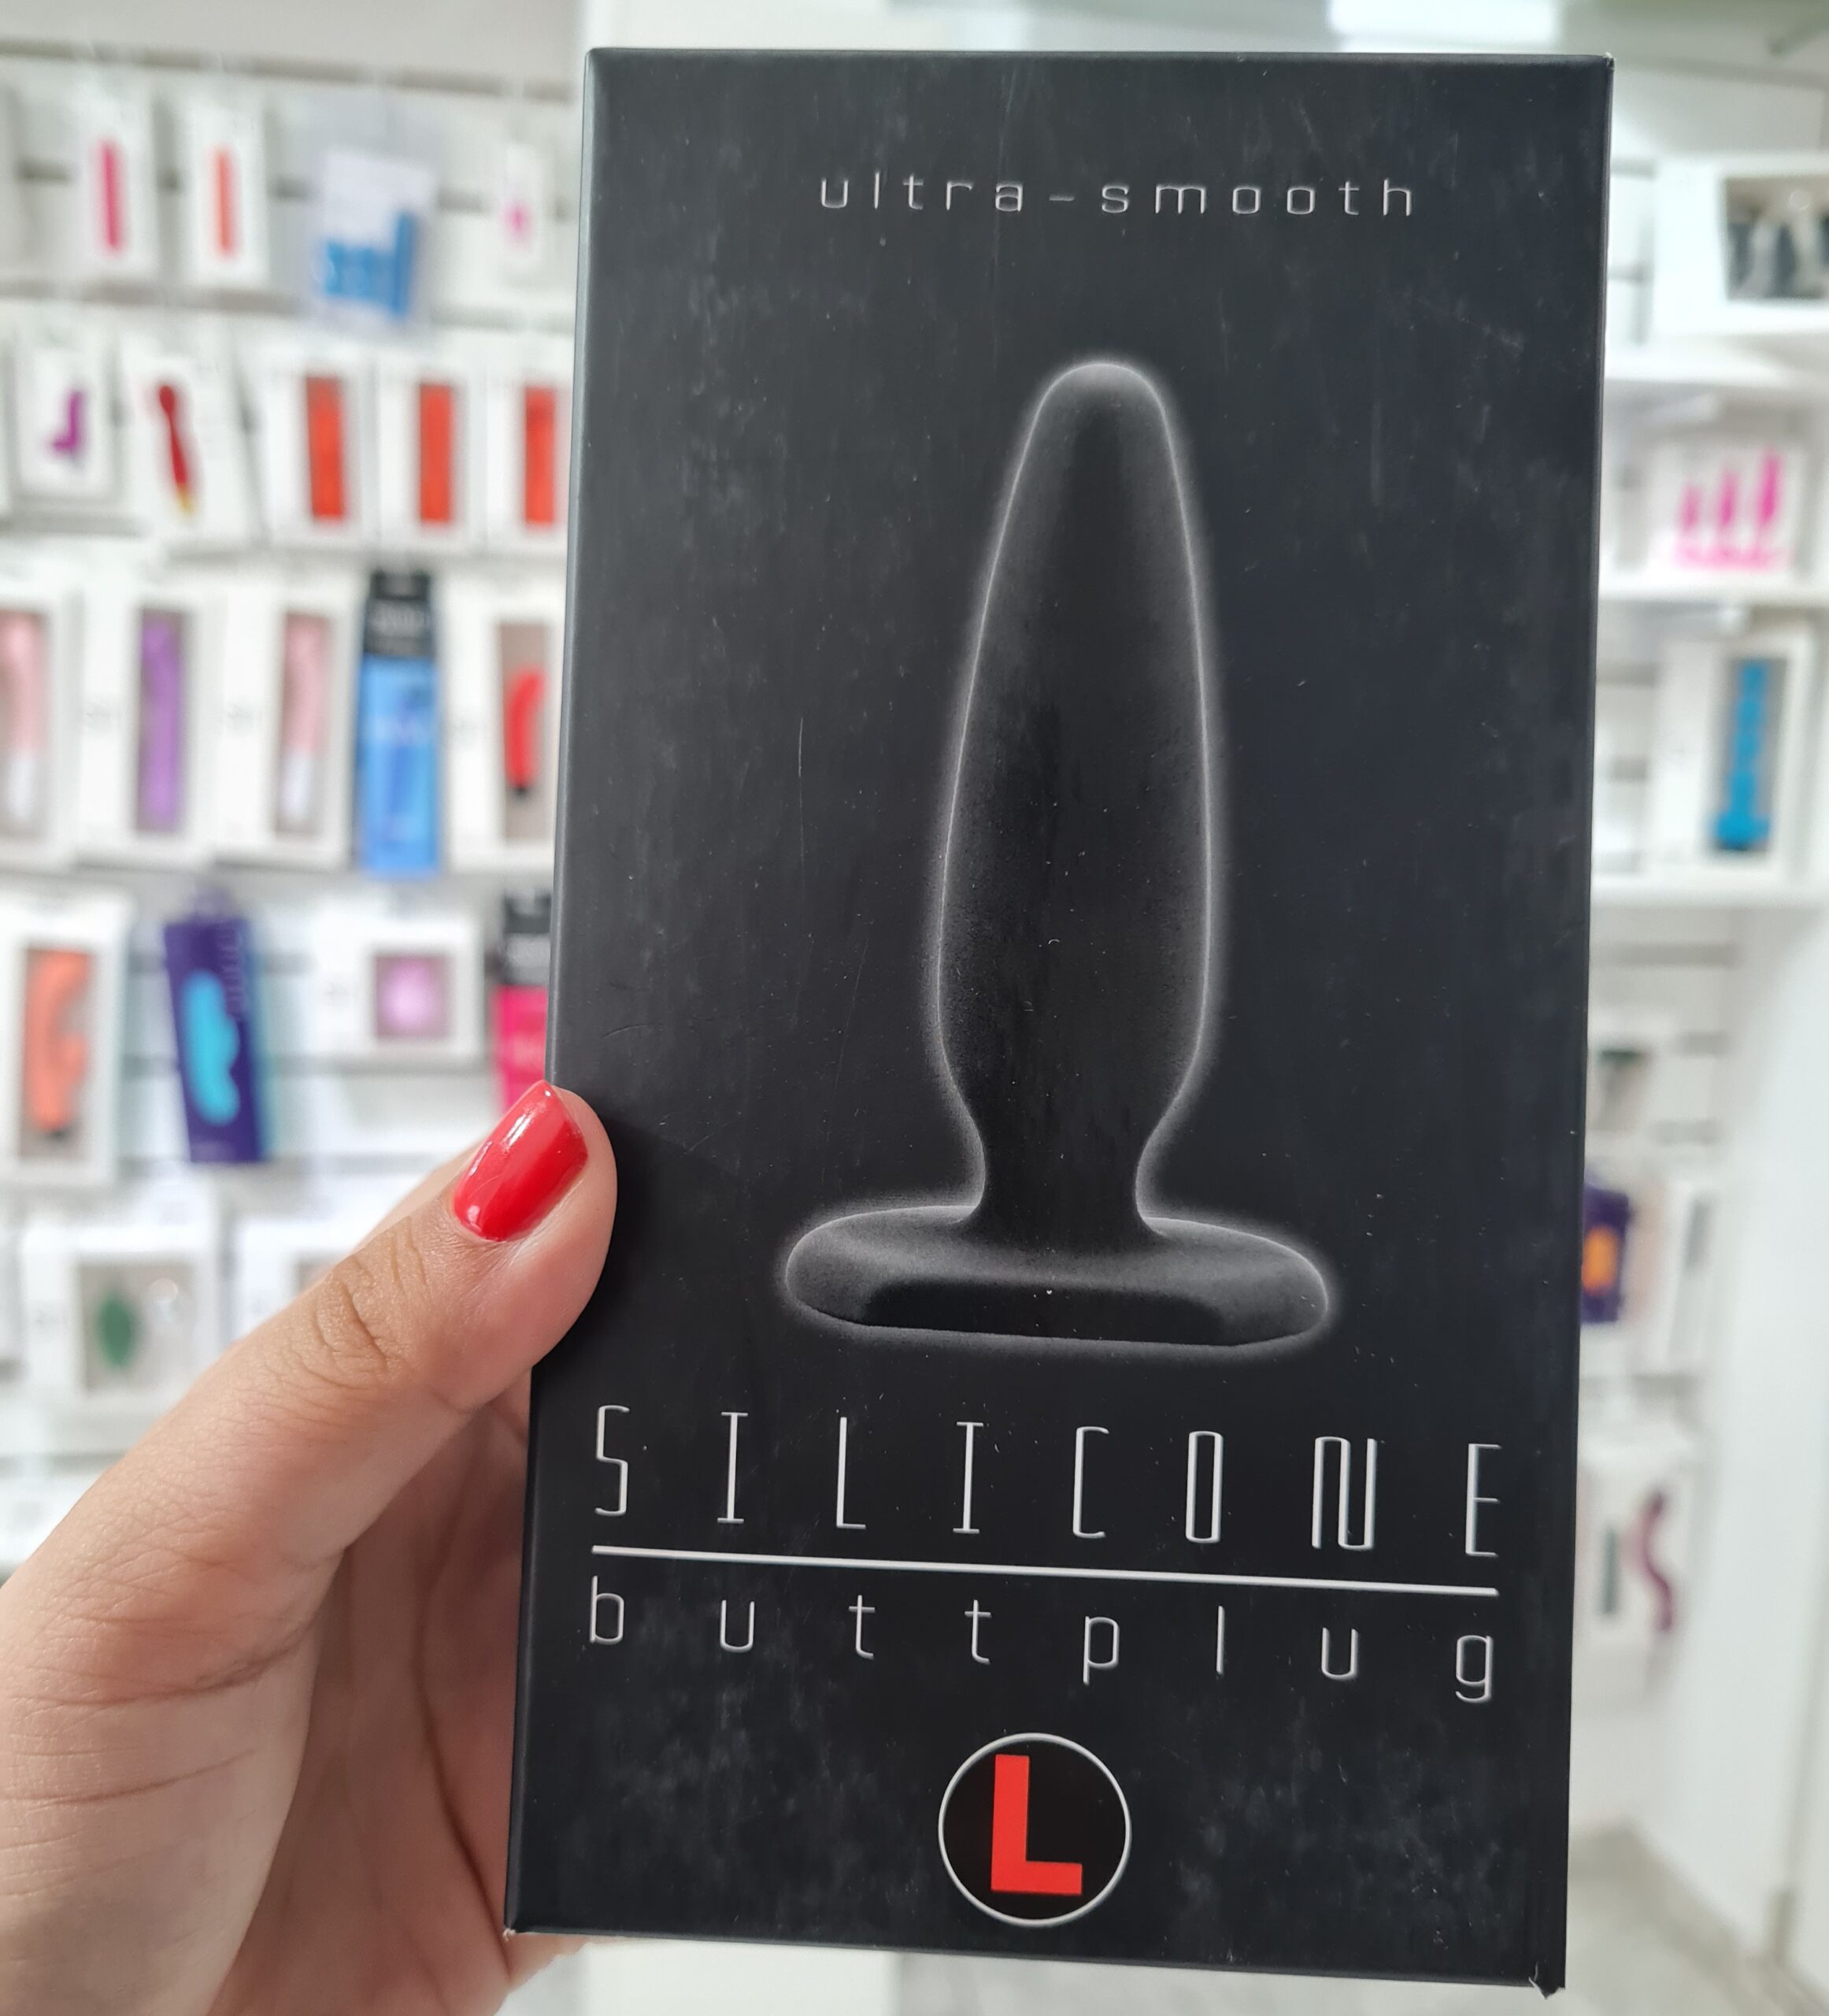 ultra-smooth
SILICONE
buttplug
L